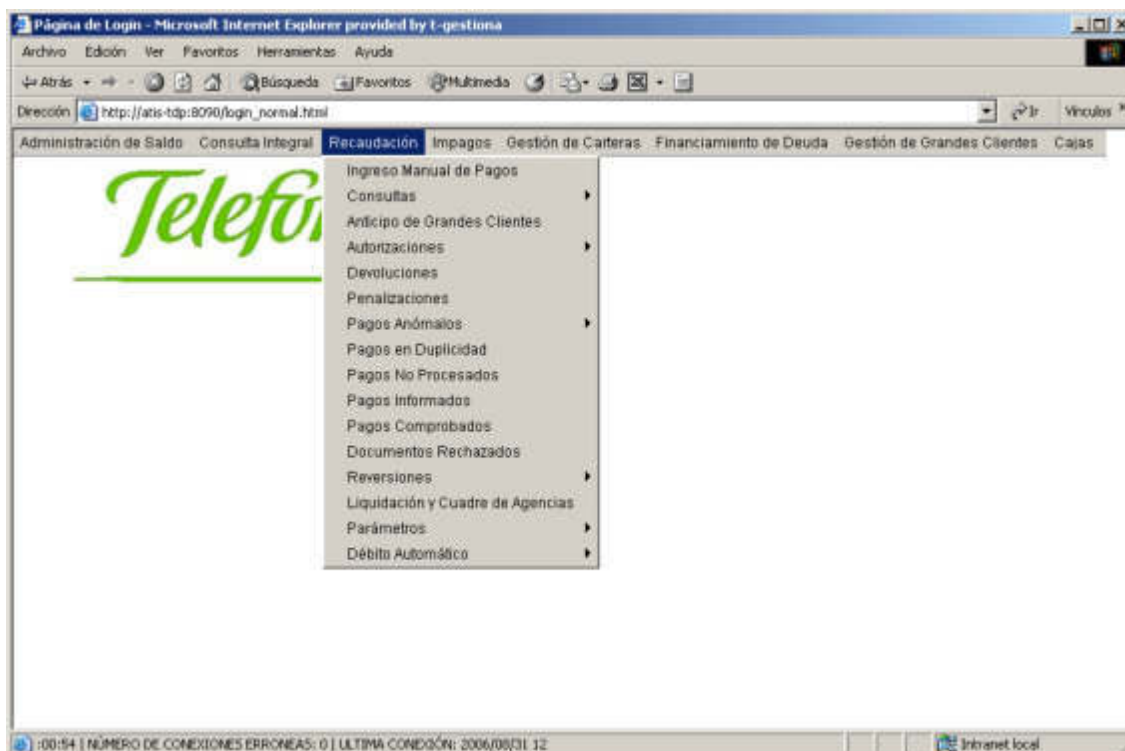 Página de Login - Microsoft Internet Explorer provided by t-gestiona
Archivo Edición Ver Favoritos Herramientas Ayuda
Atrás Búsqueda Favoritos Multimedia
Dirección http://atis-tdp:8090/login_normal.html Ir Vínculos
Administración de Saldo Consulta Integral Recaudación Impagos Gestión de Carteras Financiamiento de Deuda Gestión de Grandes Clientes Cajas
Telefó
Ingreso Manual de Pagos
Consultas
Anticipo de Grandes Clientes
Autorizaciones
Devoluciones
Penalizaciones
Pagos Anómalos
Pagos en Duplicidad
Pagos No Procesados
Pagos Informados
Pagos Comprobados
Documentos Rechazados
Reversiones
Liquidación y Cuadre de Agencias
Parámetros
Débito Automático
:00:54 | NÚMERO DE CONEXIONES ERRONEAS: 0 | ULTIMA CONEXIÓN: 2006/08/31 12 Intranet local